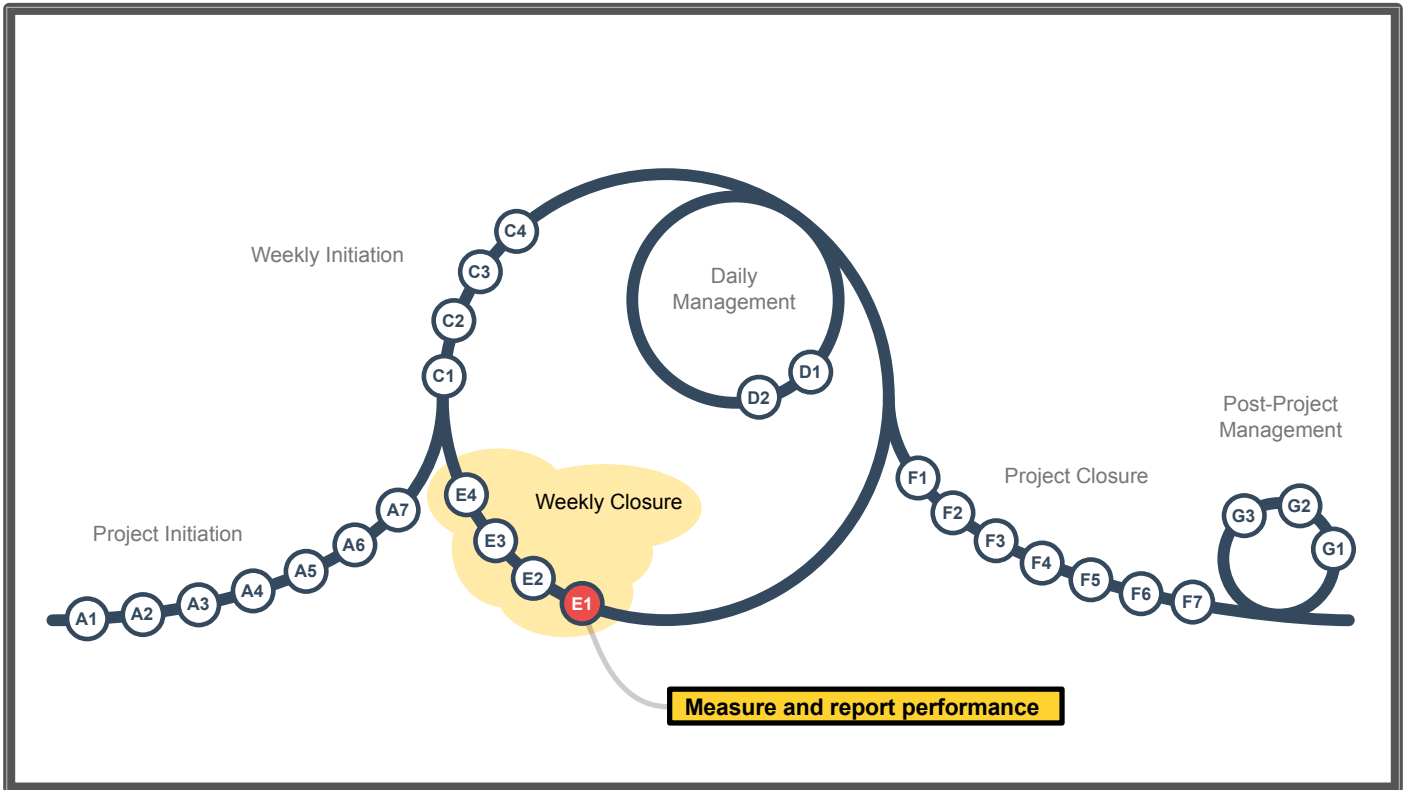 Weekly Initiation
C4
C3
C2
C1
Daily
Management
D1
D2
Post-Project
Management
Project Closure
F1
F2
F3
F4
F5
F6
F7
G3
G2
G1
Weekly Closure
E4
E3
E2
E1
Project Initiation
A1
A2
A3
A4
A5
A6
A7
Measure and report performance